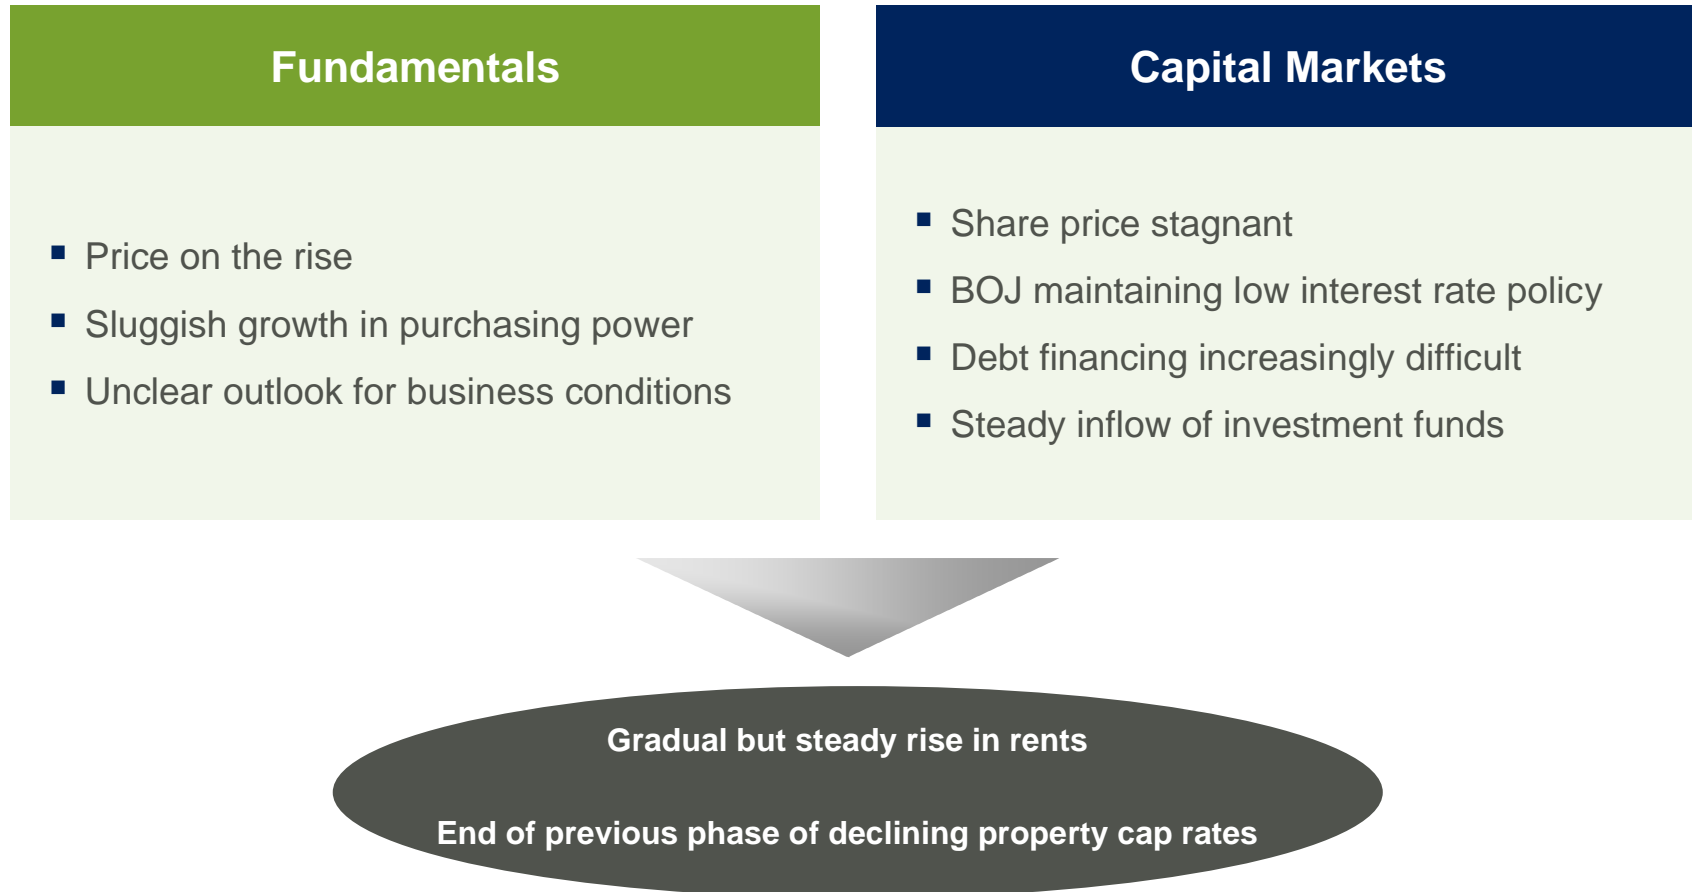 Fundamentals
▪ Price on the rise
▪ Sluggish growth in purchasing power
▪ Unclear outlook for business conditions
Capital Markets
▪ Share price stagnant
▪ BOJ maintaining low interest rate policy
▪ Debt financing increasingly difficult
▪ Steady inflow of investment funds
Gradual but steady rise in rents
End of previous phase of declining property cap rates